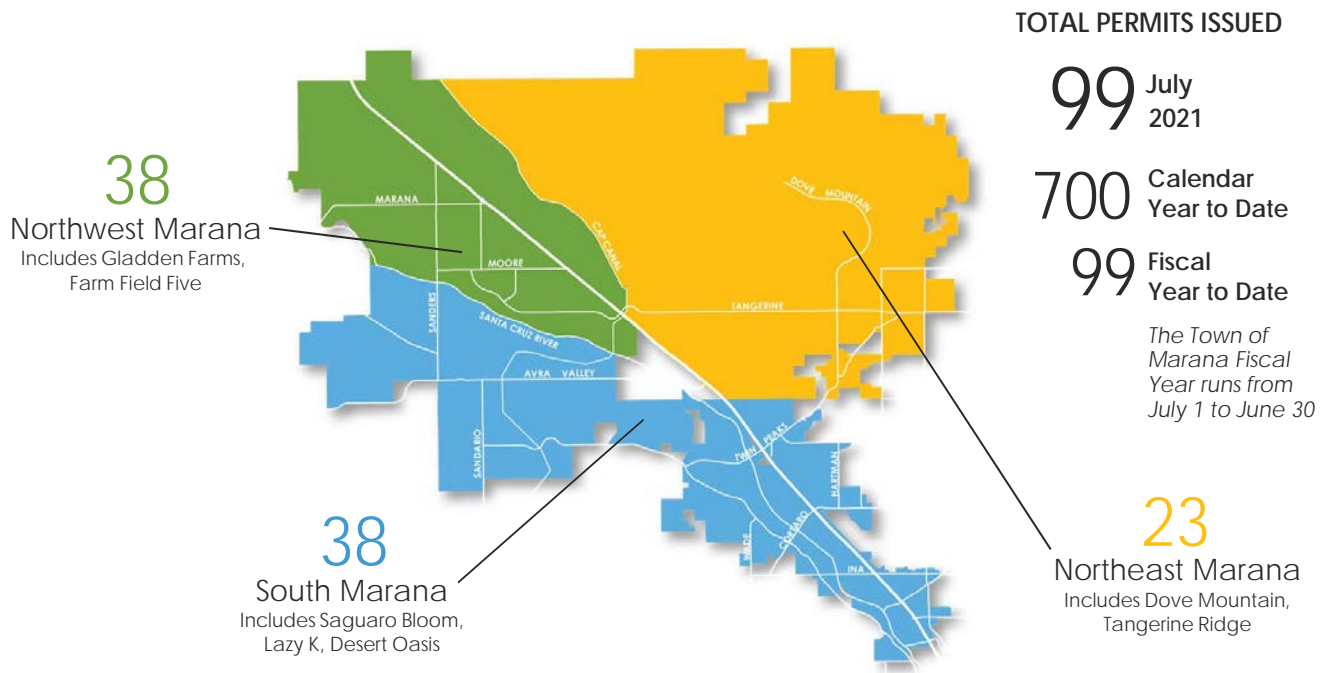 TOTAL PERMITS ISSUED
99 July
2021
700 Calendar
Year to Date
99 Fiscal
Year to Date
The Town of
Marana Fiscal
Year runs from
July 1 to June 30
38
Northwest Marana
Includes Gladden Farms,
Farm Field Five
MARANA
MOORE
SANDERS
CAP CANAL
DOVE MOUNTAIN
TANGERINE
SANTA CRUZ RIVER
AVRA VALLEY
SANDARIO
TWIN PEAKS
HARTMAN
WADE
CORTARO
INA
38
South Marana
Includes Saguaro Bloom,
Lazy K, Desert Oasis
23
Northeast Marana
Includes Dove Mountain,
Tangerine Ridge